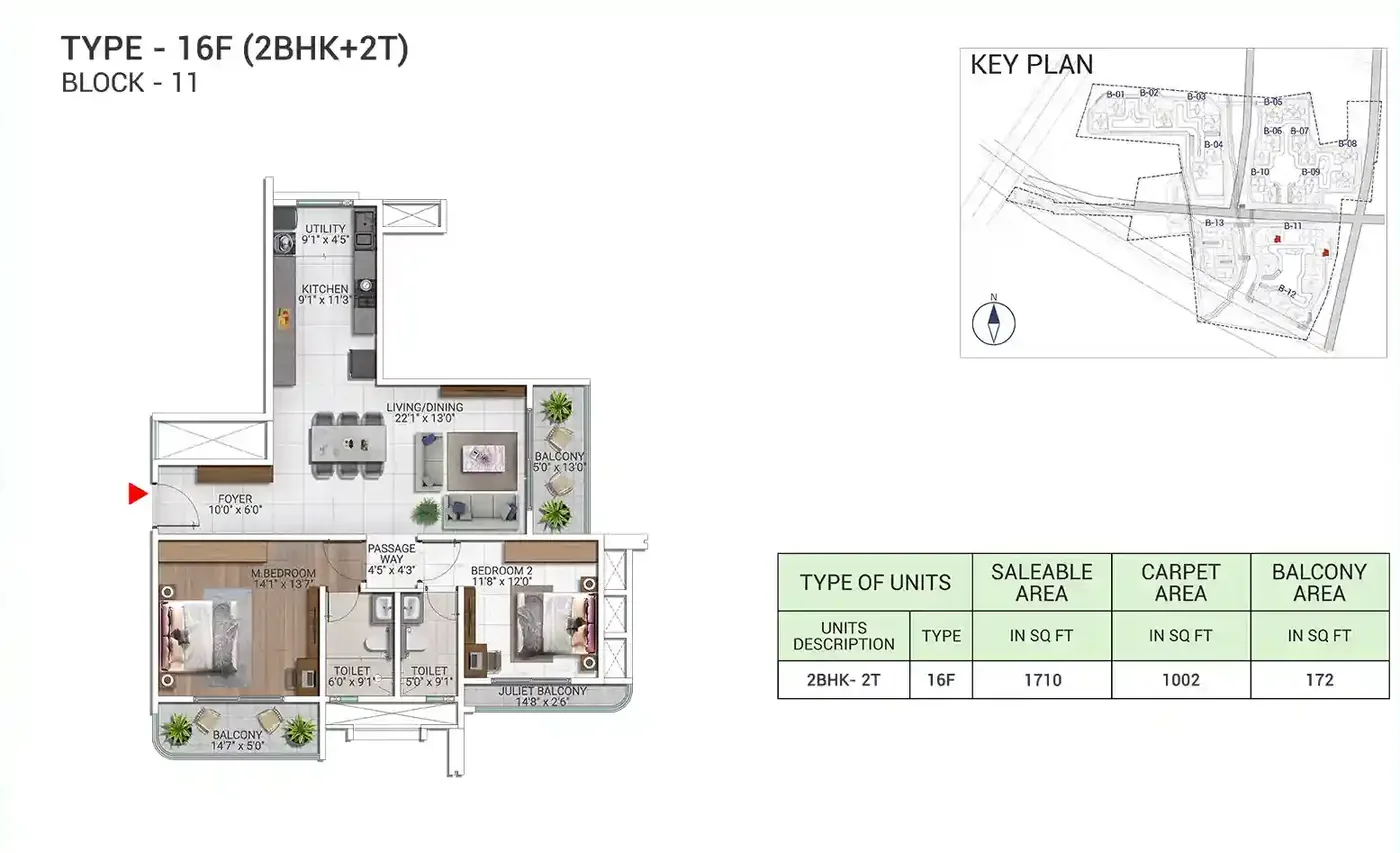 TYPE - 16F (2BHK+2T)
BLOCK - 11
KEY PLAN
B-01
B-02
B-03
B-04
B-05
B-06
B-07
B-08
B-10
B-09
B-13
B-11
B-12
N
UTILITY
9'1" x 4'5"
KITCHEN
9'1" x 11'3"
LIVING/DINING
22'1" x 13'0"
BALCONY
5'0" x 13'0"
FOYER
10'0" x 6'0"
PASSAGE
WAY
4'5" x 4'3"
M.BEDROOM
14'1" x 13'7"
BEDROOM 2
11'8" x 12'0"
TOILET
6'0" x 9'1"
TOILET
5'0" x 9'1"
JULIET BALCONY
14'8" x 2'6"
BALCONY
14'7" x 5'0"
TYPE OF UNITS
SALEABLE
AREA
CARPET
AREA
BALCONY
AREA
UNITS
DESCRIPTION
TYPE
IN SQ FT
IN SQ FT
IN SQ FT
2BHK- 2T
16F
1710
1002
172